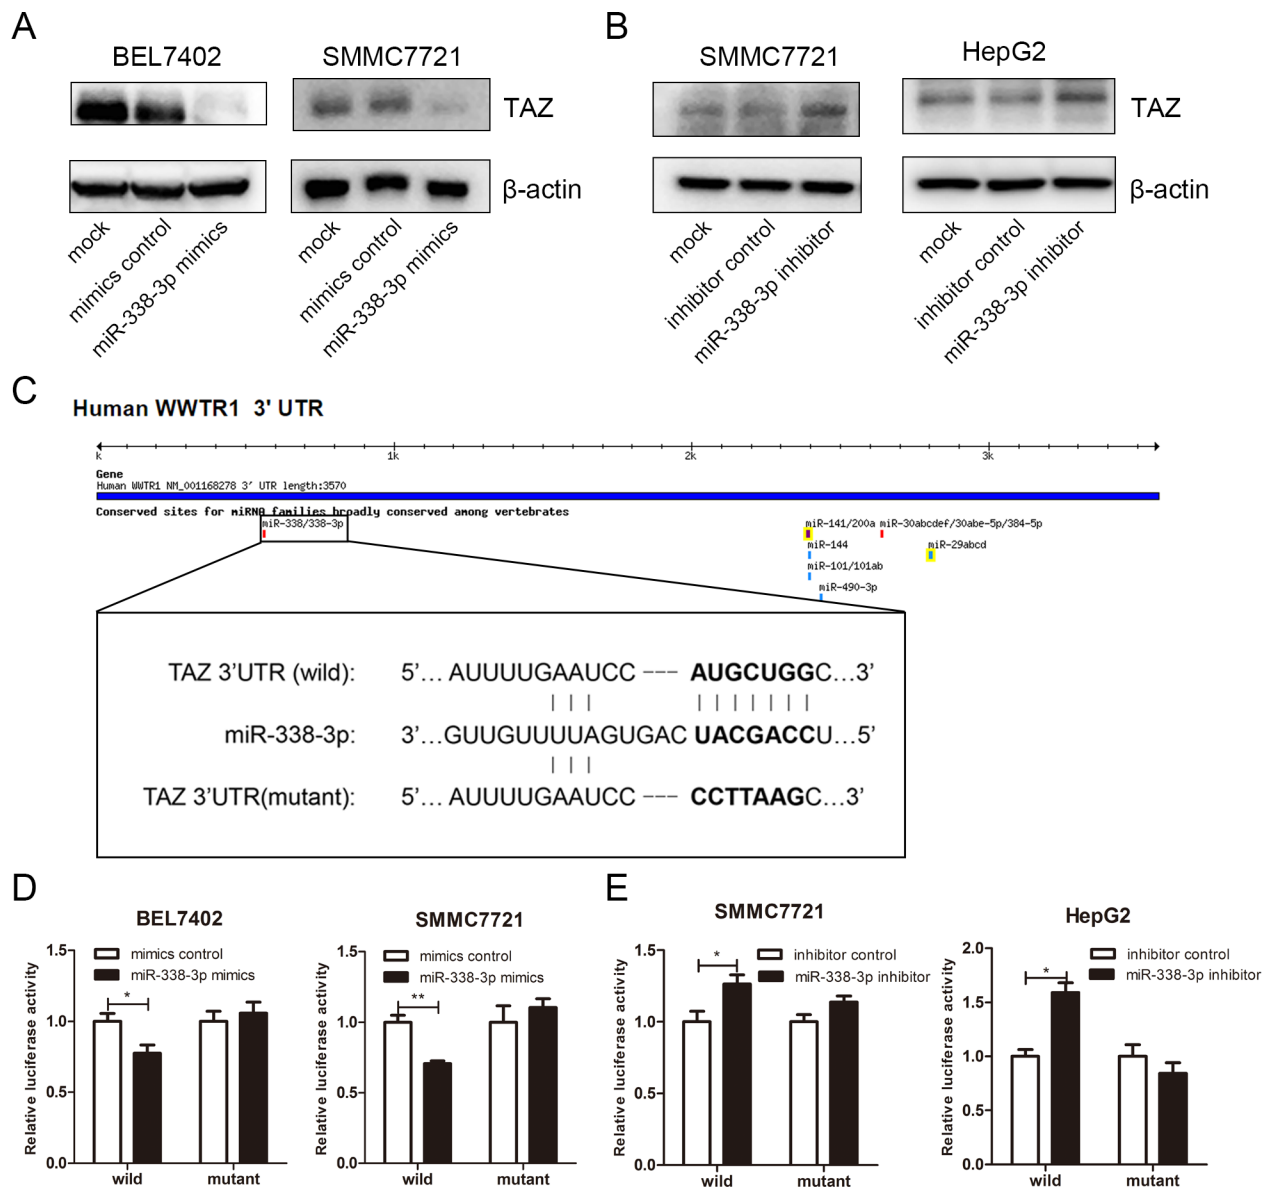 A
BEL7402
SMMC7721
TAZ
β-actin
mock
mimics control
miR-338-3p mimics
mock
mimics control
miR-338-3p mimics
B
SMMC7721
HepG2
TAZ
β-actin
mock
inhibitor control
miR-338-3p inhibitor
mock
inhibitor control
miR-338-3p inhibitor
C
Human WWTR1 3' UTR
k 1k 2k 3k
Gene
Human WWTR1 NM_001168278 3' UTR length:3570
Conserved sites for miRNA families broadly conserved among vertebrates
miR-338/338-3p
miR-141/200a
miR-30abcdef/30abe-5p/384-5p
miR-144
miR-29abcd
miR-101/101ab
miR-490-3p
TAZ 3'UTR (wild): 5'... AUUUUGAAUCC --- AUGCUGGC...3'
miR-338-3p: 3'...GUUGUUUUAGUGAC UACGACCU...5'
TAZ 3'UTR(mutant): 5'... AUUUUGAAUCC --- CCTTAAGC...3'
D
BEL7402
Relative luciferase activity
1.5
1.0
0.5
0.0
mimics control
miR-338-3p mimics
*
wild mutant
SMMC7721
Relative luciferase activity
1.5
1.0
0.5
0.0
mimics control
miR-338-3p mimics
**
wild mutant
E
SMMC7721
Relative luciferase activity
1.5
1.0
0.5
0.0
inhibitor control
miR-338-3p inhibitor
*
wild mutant
HepG2
Relative luciferase activity
2.0
1.5
1.0
0.5
0.0
inhibitor control
miR-338-3p inhibitor
*
wild mutant